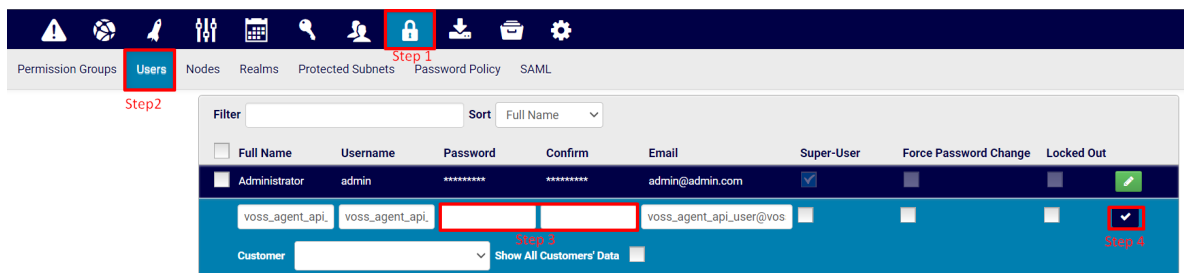 Step 1
Permission Groups Users Nodes Realms Protected Subnets Password Policy SAML
Step2
Filter Sort Full Name
Full Name Username Password Confirm Email Super-User Force Password Change Locked Out
Administrator admin ********* ********* admin@admin.com
voss_agent_api_ voss_agent_api_ voss_agent_api_user@vos
Step 3 Step 4
Customer Show All Customers' Data